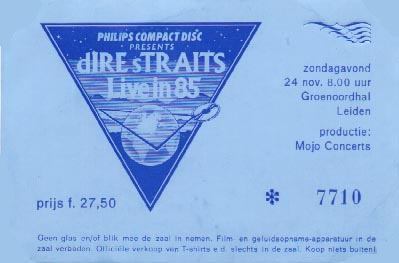 PHILIPS COMPACT DISC
PRESENTS
dIRE sTRAITS
Live in 85
zondagavond
24 nov. 8.00 uur
Groenoordhal
Leiden
productie:
Mojo Concerts
prijs f. 27,50
* 7710
Geen glas en/of blik mee de zaal in nemen. Film- en geluidsopname-apparatuur in de
zaal verboden. Officiële verkoop van T-shirts e.d. slechts in de zaal. Koop niets buiten!